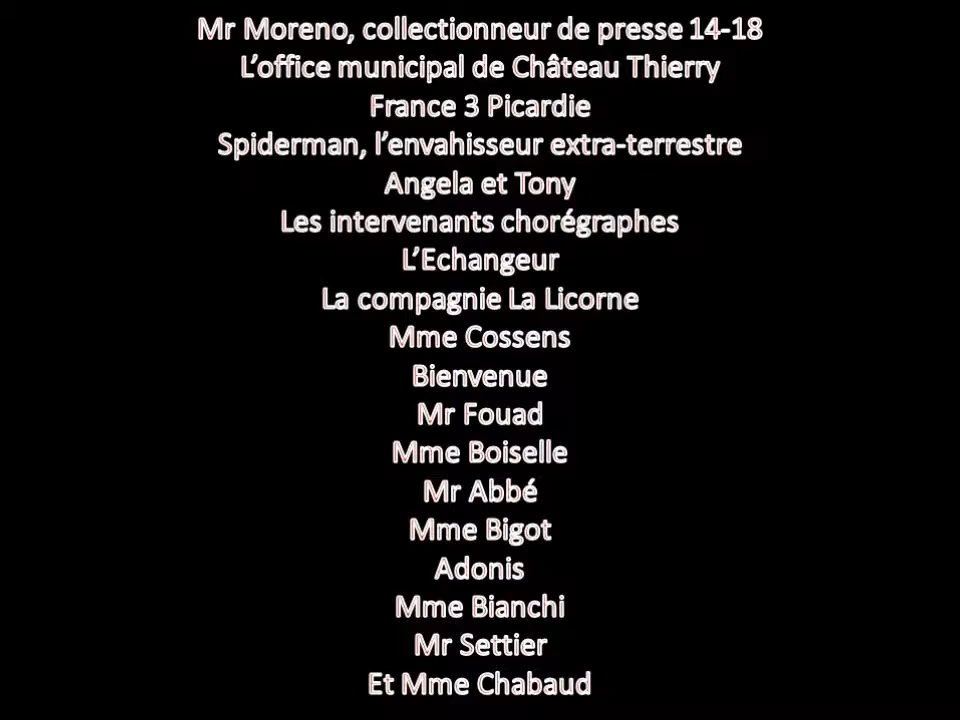 Mr Moreno, collectionneur de presse 14-18
L’office municipal de Château Thierry
France 3 Picardie
Spiderman, l’envahisseur extra-terrestre
Angela et Tony
Les intervenants chorégraphes
L’Echangeur
La compagnie La Licorne
Mme Cossens
Bienvenue
Mr Fouad
Mme Boiselle
Mr Abbé
Mme Bigot
Adonis
Mme Bianchi
Mr Settier
Et Mme Chabaud